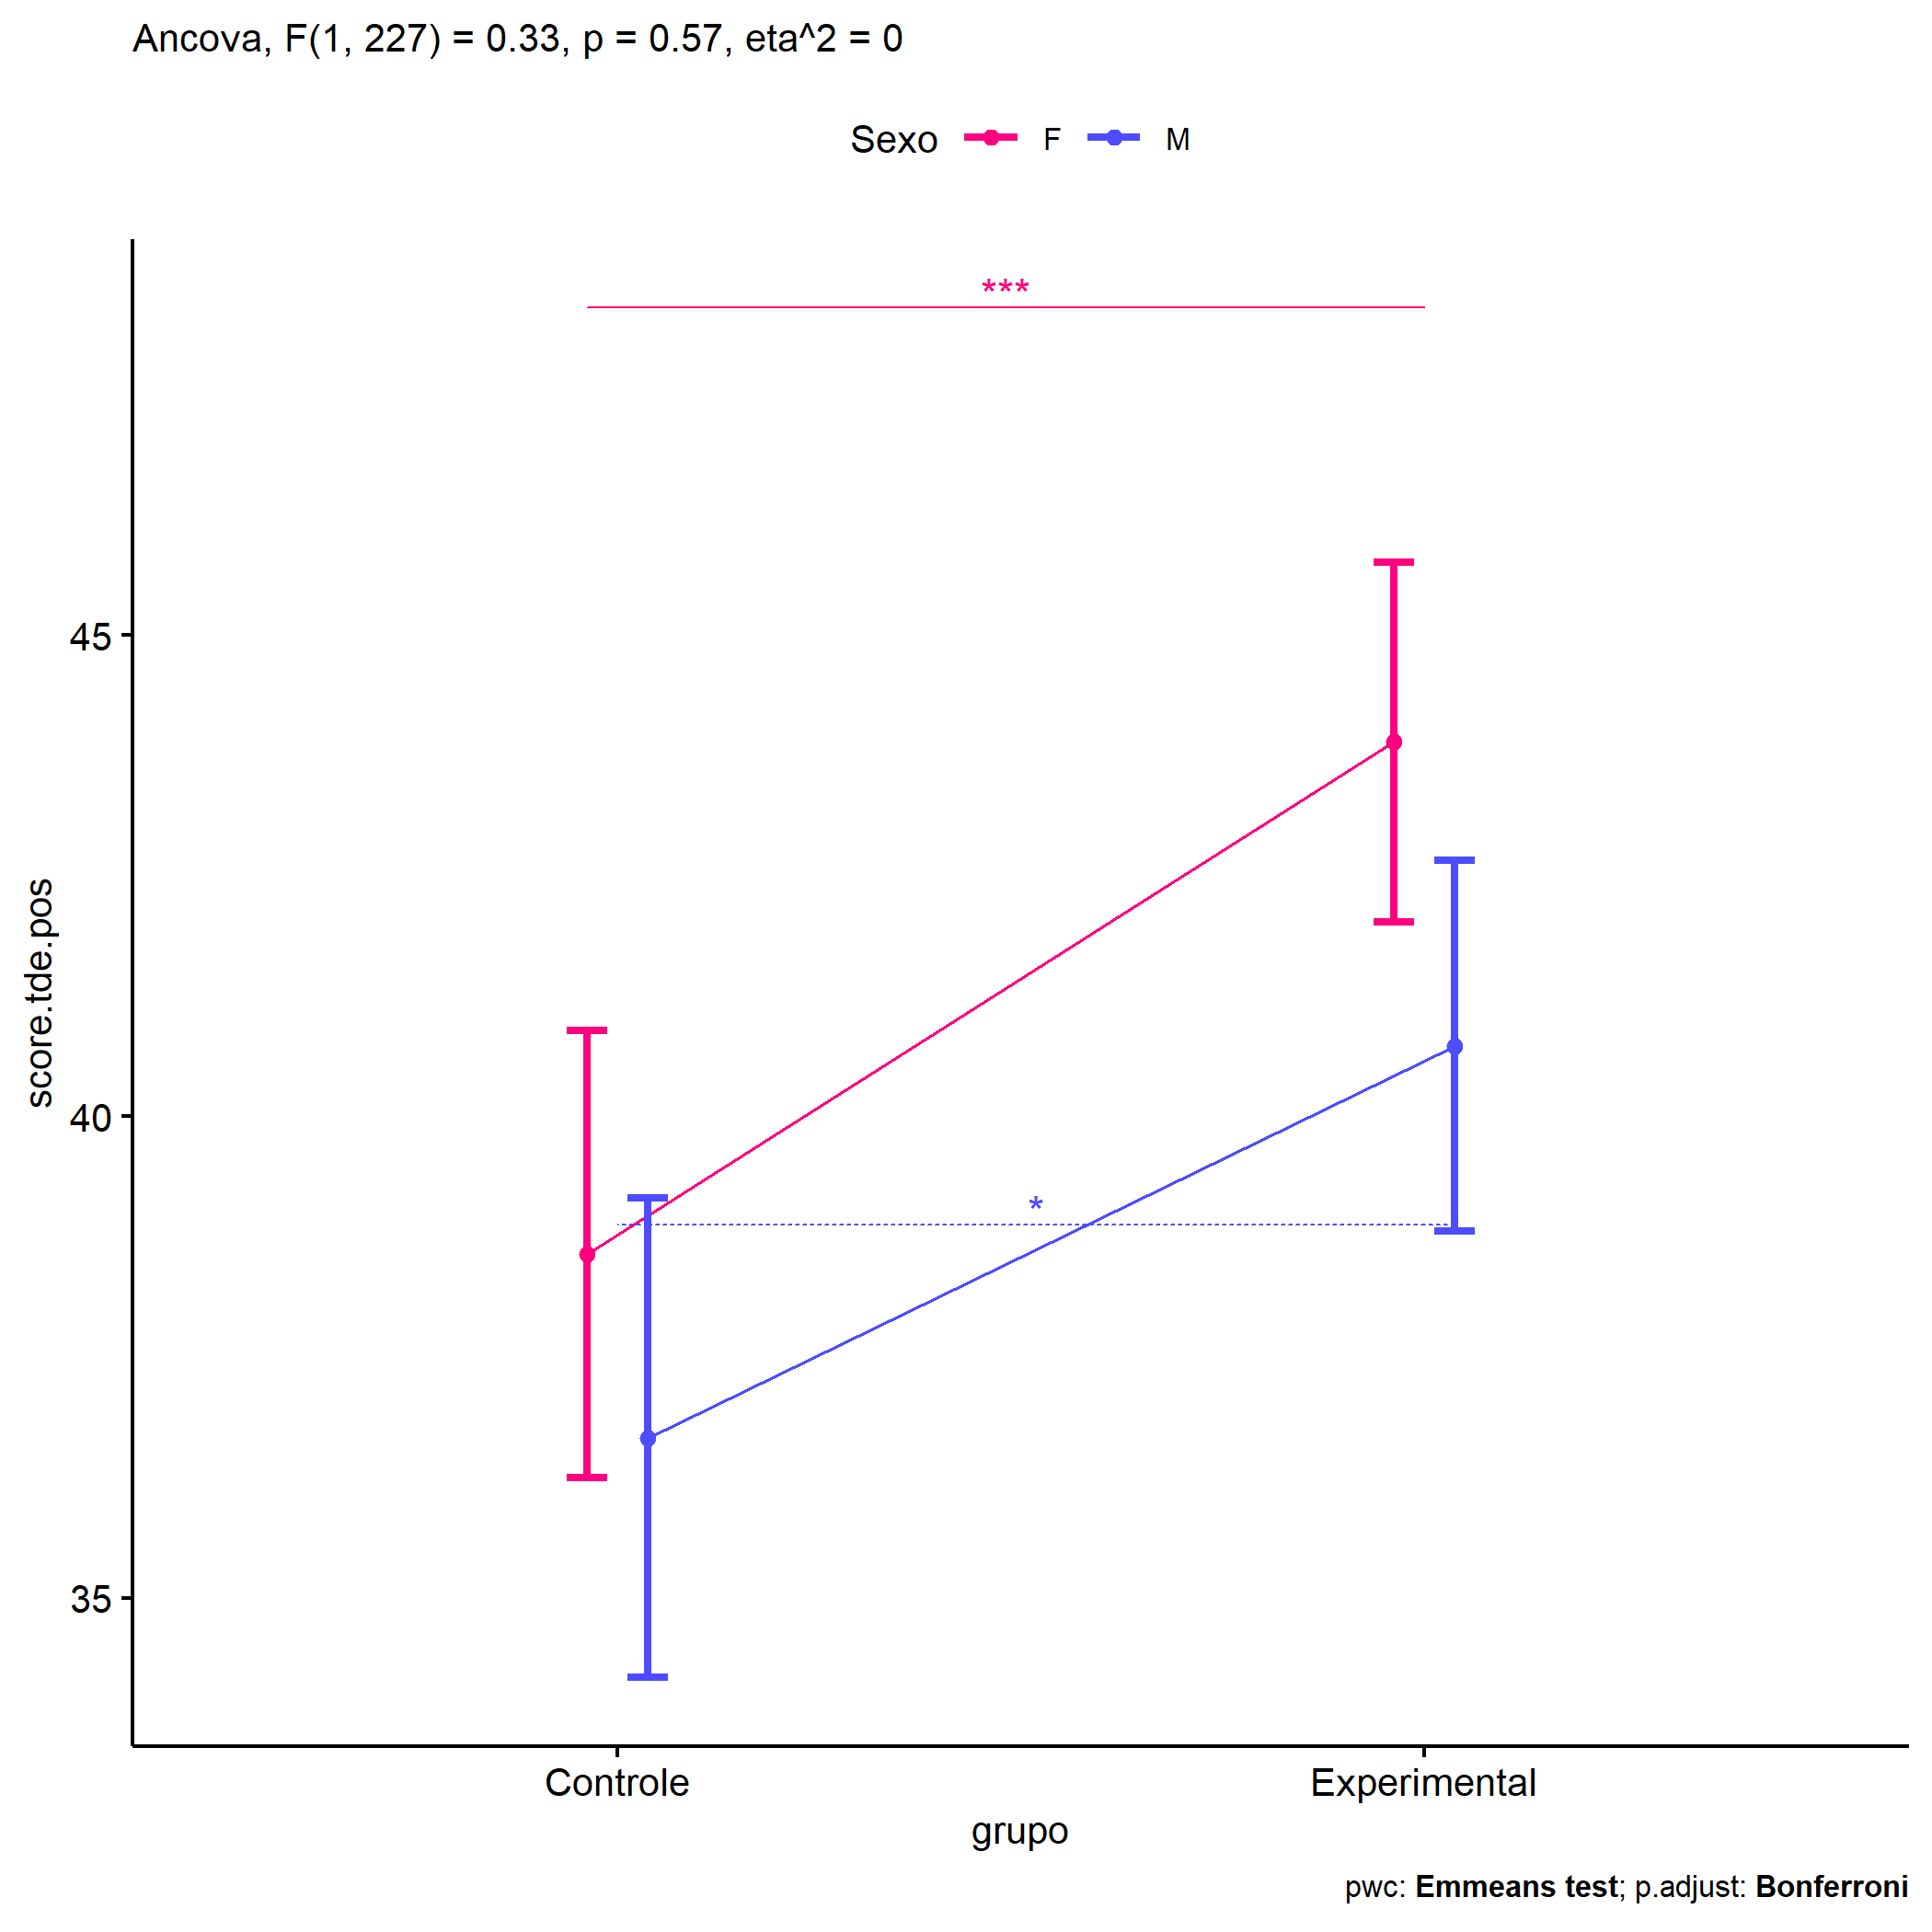 Ancova, F(1, 227) = 0.33, p = 0.57, eta^2 = 0
Sexo F M
***
45
40
35
*
score.tde.pos
Controle Experimental
grupo
pwc: Emmeans test; p.adjust: Bonferroni